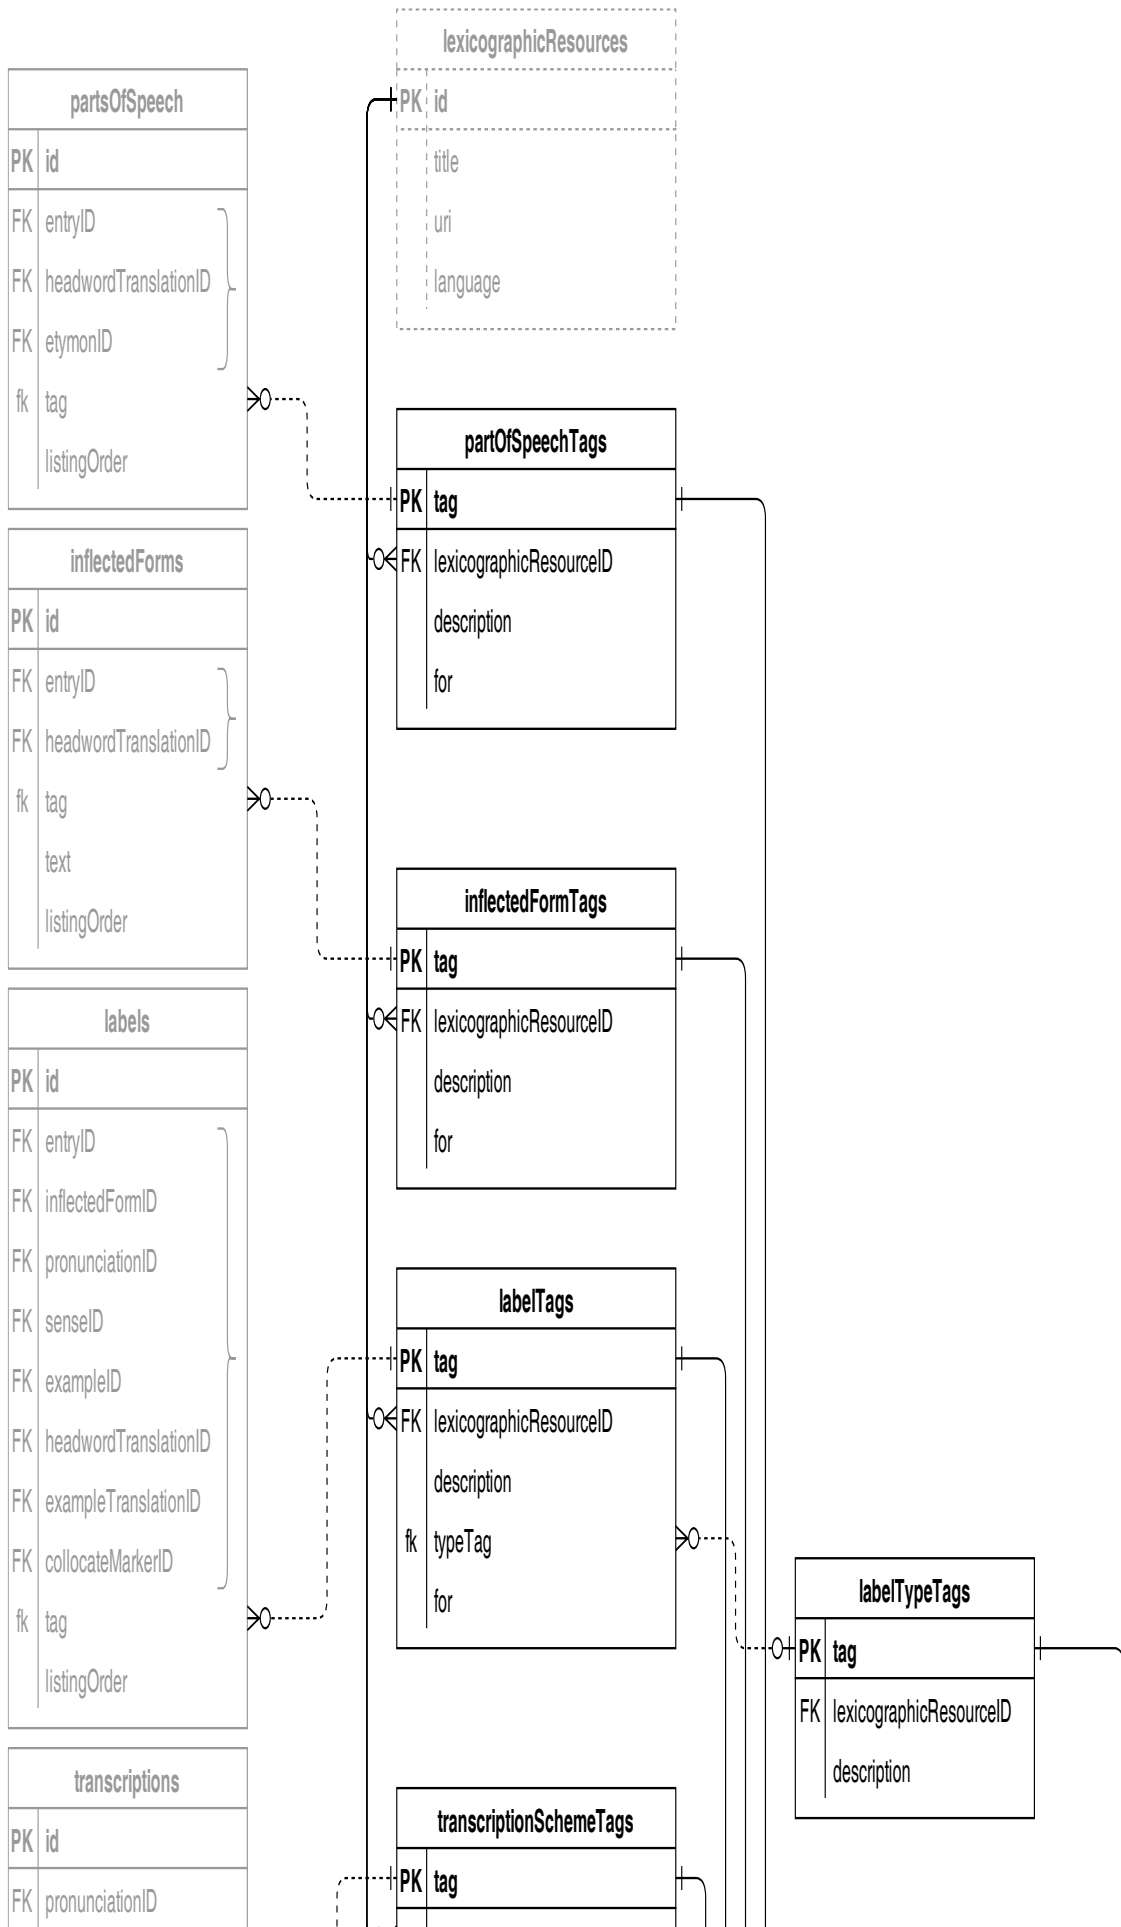 lexicographicResources
PK id
title
uri
language
partsOfSpeech
PK id
FK entryID
FK headwordTranslationID
FK etymonID
fk tag
listingOrder
partOfSpeechTags
PK tag
FK lexicographicResourceID
description
for
inflectedForms
PK id
FK entryID
FK headwordTranslationID
fk tag
text
listingOrder
inflectedFormTags
PK tag
FK lexicographicResourceID
description
for
labels
PK id
FK entryID
FK inflectedFormID
FK pronunciationID
FK senseID
FK exampleID
FK headwordTranslationID
FK exampleTranslationID
FK collocateMarkerID
fk tag
listingOrder
labelTags
PK tag
FK lexicographicResourceID
description
fk typeTag
for
labelTypeTags
PK tag
FK lexicographicResourceID
description
transcriptions
PK id
FK pronunciationID
transcriptionSchemeTags
PK tag